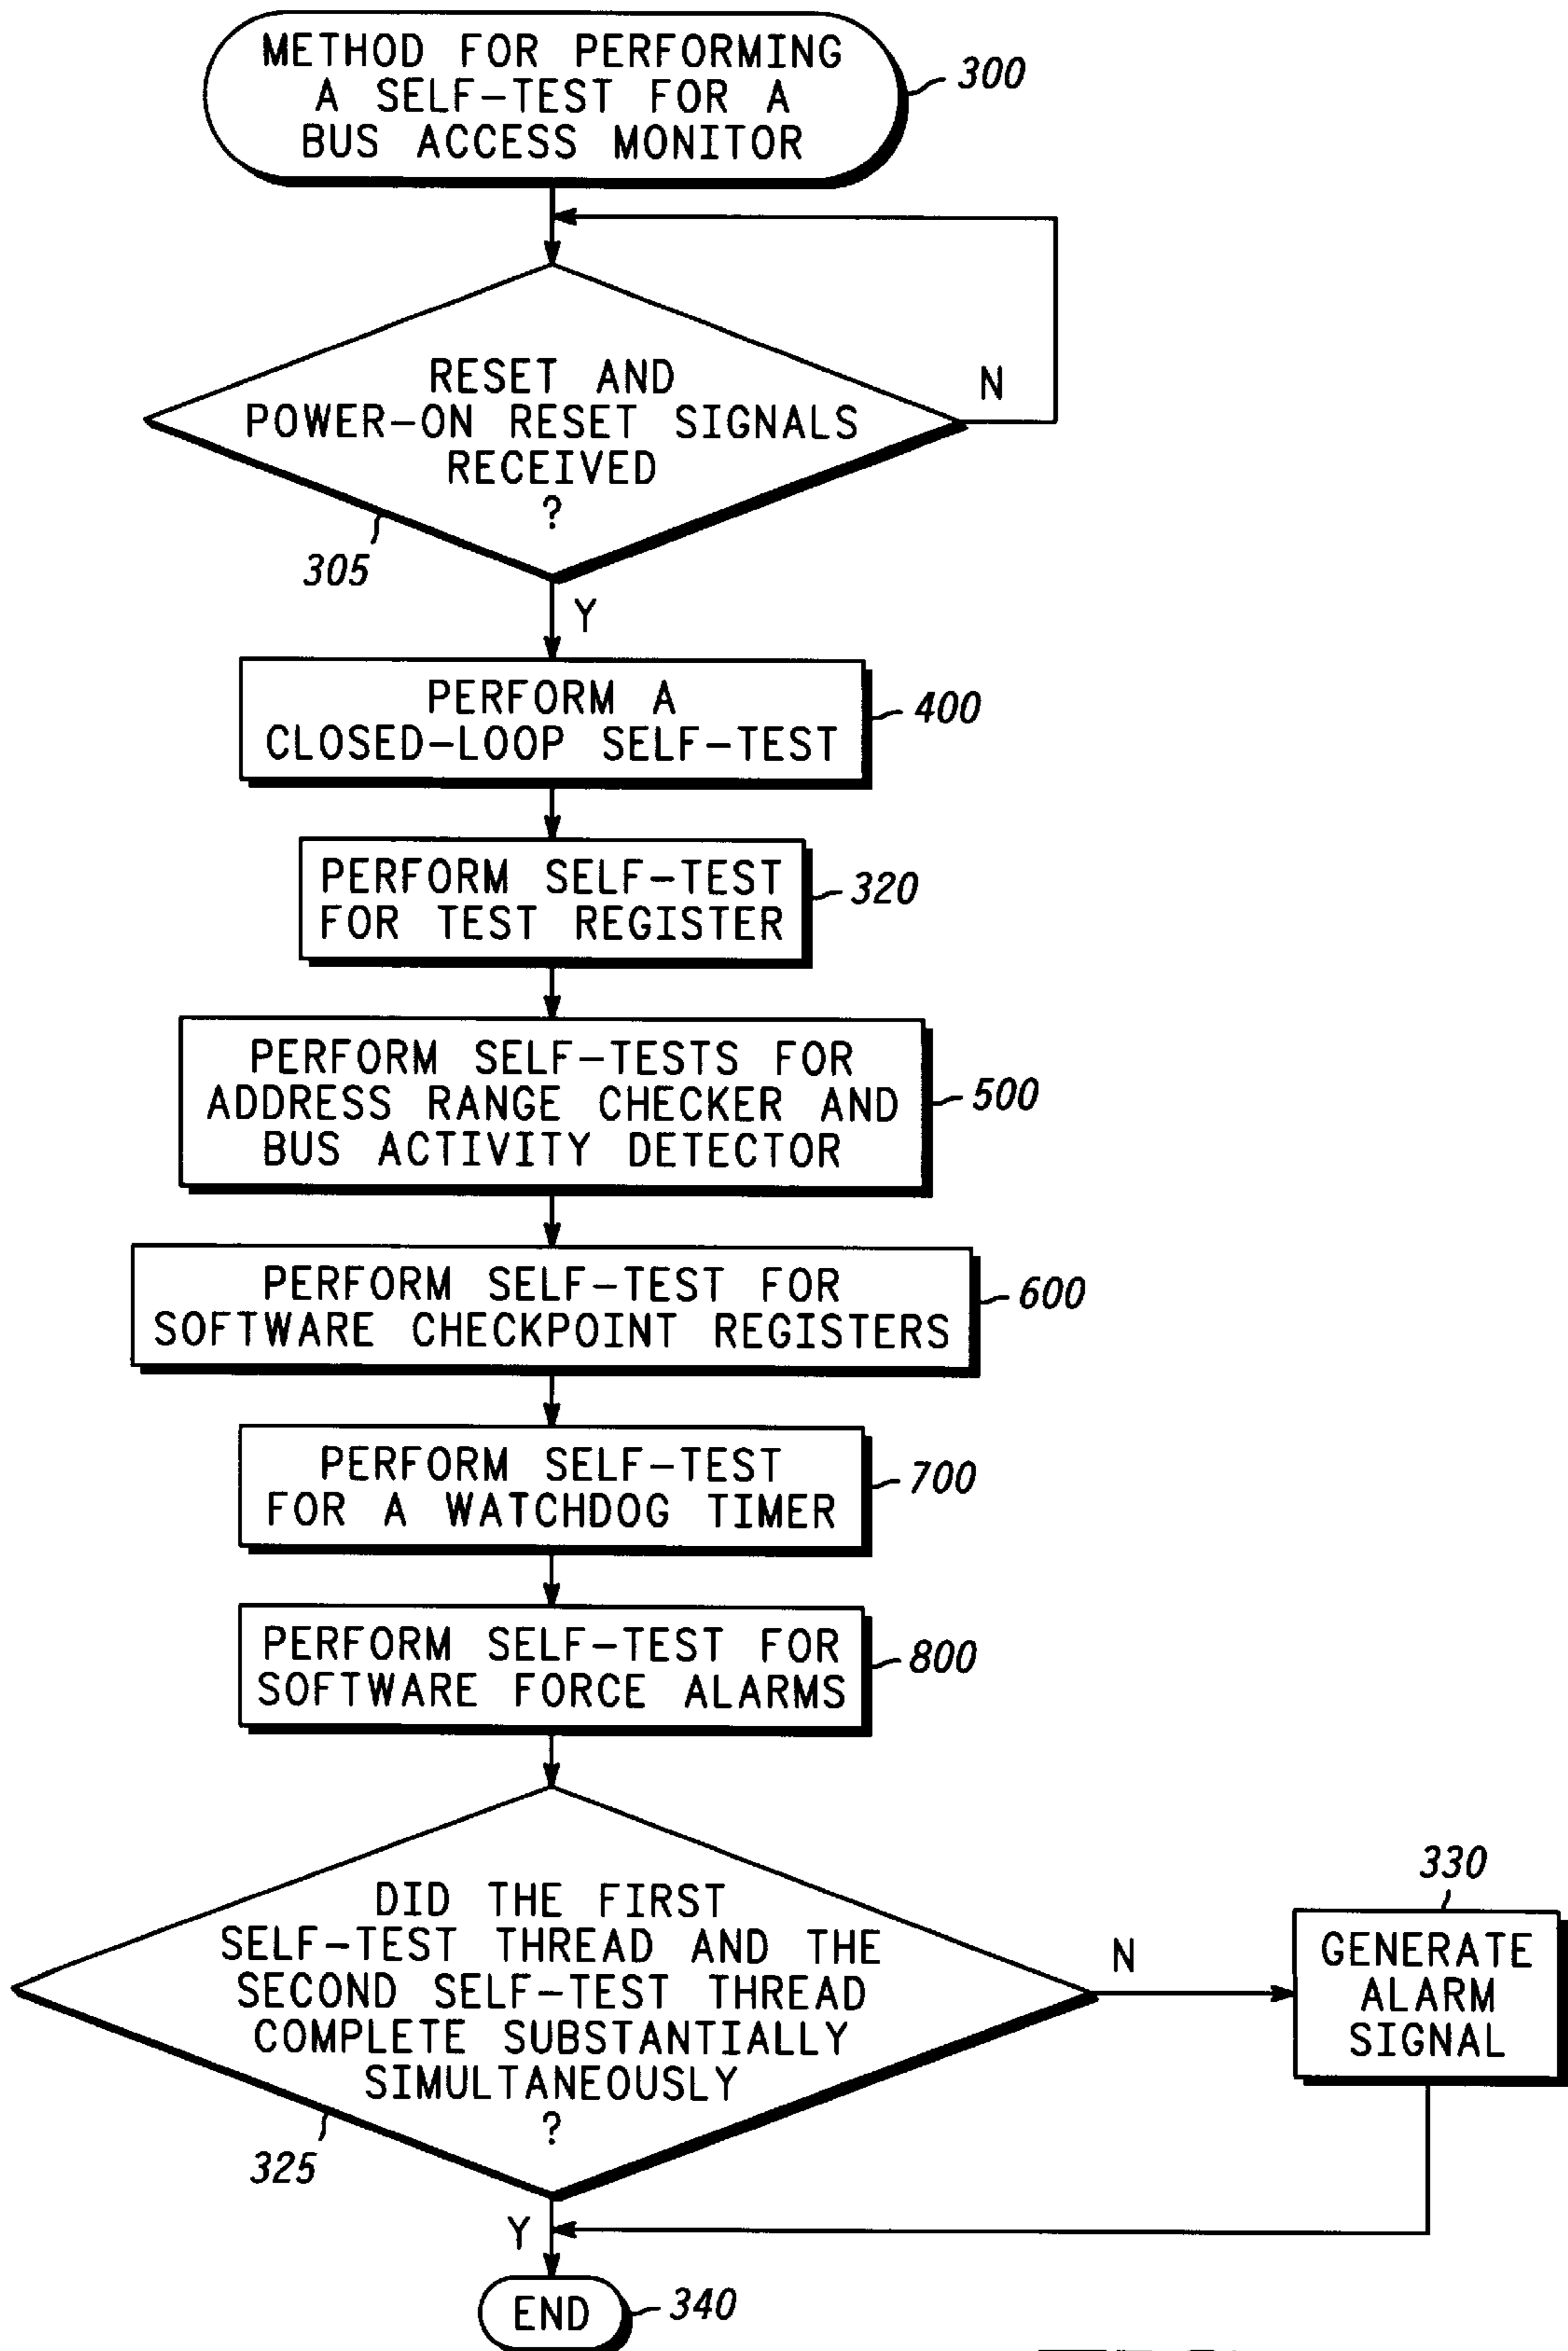 METHOD FOR PERFORMING
A SELF-TEST FOR A
BUS ACCESS MONITOR
300
RESET AND
POWER-ON RESET SIGNALS
RECEIVED
?
N
305
Y
PERFORM A
CLOSED-LOOP SELF-TEST
400
PERFORM SELF-TEST
FOR TEST REGISTER
320
PERFORM SELF-TESTS FOR
ADDRESS RANGE CHECKER AND
BUS ACTIVITY DETECTOR
500
PERFORM SELF-TEST FOR
SOFTWARE CHECKPOINT REGISTERS
600
PERFORM SELF-TEST
FOR A WATCHDOG TIMER
700
PERFORM SELF-TEST FOR
SOFTWARE FORCE ALARMS
800
DID THE FIRST
SELF-TEST THREAD AND THE
SECOND SELF-TEST THREAD
COMPLETE SUBSTANTIALLY
SIMULTANEOUSLY
?
N
325
330
GENERATE
ALARM
SIGNAL
Y
END
340